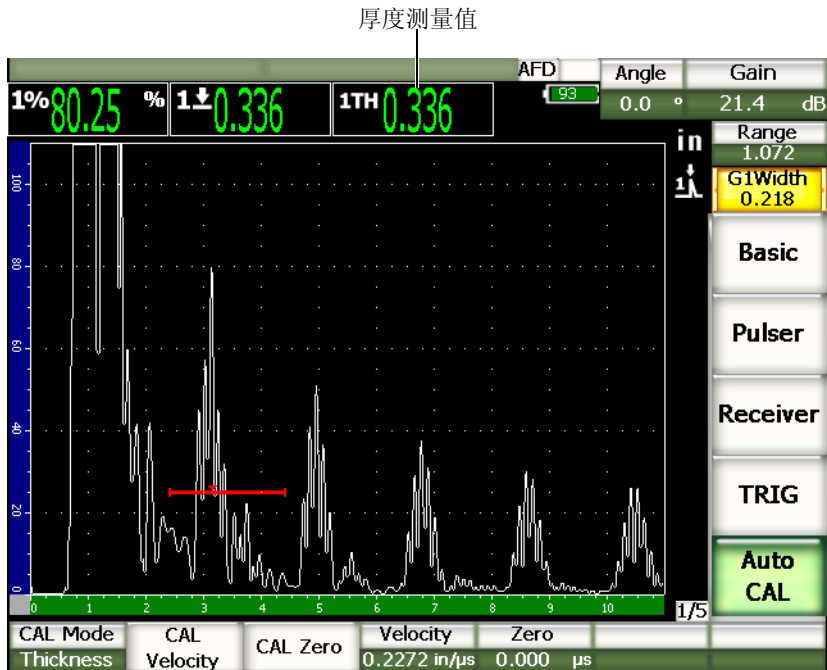 厚度测量值
AFD
Angle
Gain
1% 80.25 %
1 0.336
1TH 0.336
93
0.0 °
21.4 dB
in
Range
1.072
1
G1Width
0.218
100
80
60
40
20
0
Basic
Pulser
Receiver
TRIG
Auto
CAL
0 1 2 3 4 5 6 7 8 9 10
1/5
CAL Mode
Thickness
CAL
Velocity
CAL Zero
Velocity
0.2272 in/µs
Zero
0.000 µs